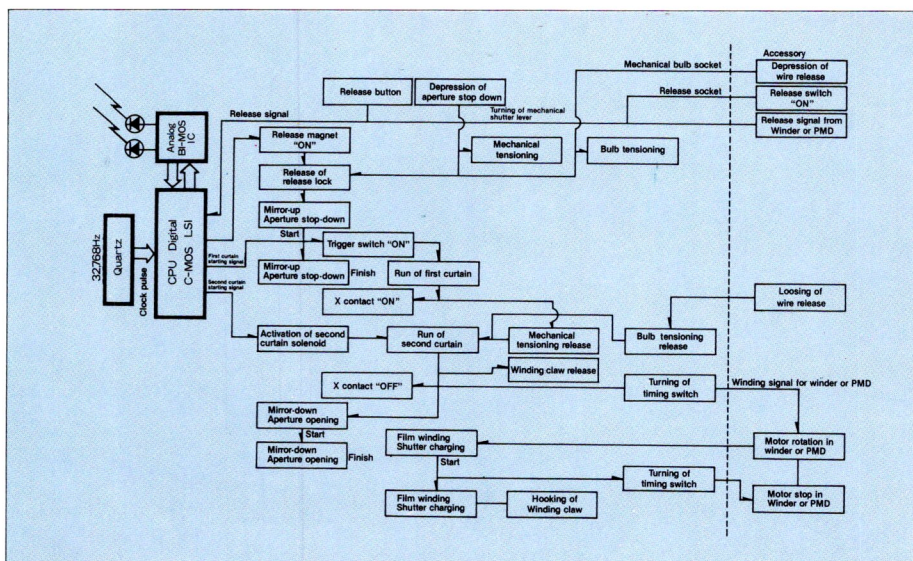 Accessory
Mechanical bulb socket
Depression of
wire release
Release button
Depression of
aperture stop down
Release socket
Release switch
"ON"
Release signal
Turning of mechanical
shutter lever
Release signal from
Winder or PMD
Analog
BI-MOS
IC
Release magnet
"ON"
Mechanical
tensioning
Bulb tensioning
Release of
release lock
32.768Hz
Quartz
Clock pulse
CPU Digital
C-MOS LSI
Mirror-up
Aperture stop-down
Start
First curtain
starting signal
Trigger switch "ON"
Mirror-up
Aperture stop-down
Finish
Run of first curtain
Second curtain
starting signal
X contact "ON"
Loosing of
wire release
Activation of second
curtain solenoid
Run of
second curtain
Mechanical
tensioning release
Bulb tensioning
release
Winding claw release
X contact "OFF"
Turning of
timing switch
Winding signal for winder or PMD
Mirror-down
Aperture opening
Start
Mirror-down
Aperture opening
Finish
Film winding
Shutter charging
Start
Motor rotation in
winder or PMD
Turning of
timing switch
Film winding
Shutter charging
Hooking of
Winding claw
Motor stop in
Winder or PMD